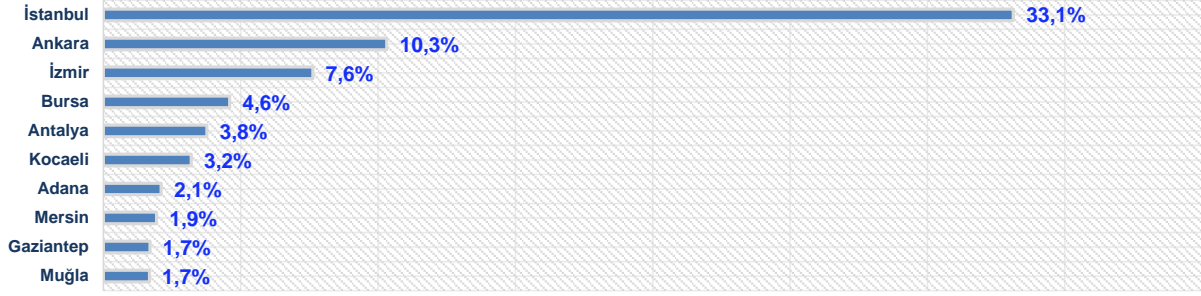 İstanbul 33,1%
Ankara 10,3%
İzmir 7,6%
Bursa 4,6%
Antalya 3,8%
Kocaeli 3,2%
Adana 2,1%
Mersin 1,9%
Gaziantep 1,7%
Muğla 1,7%